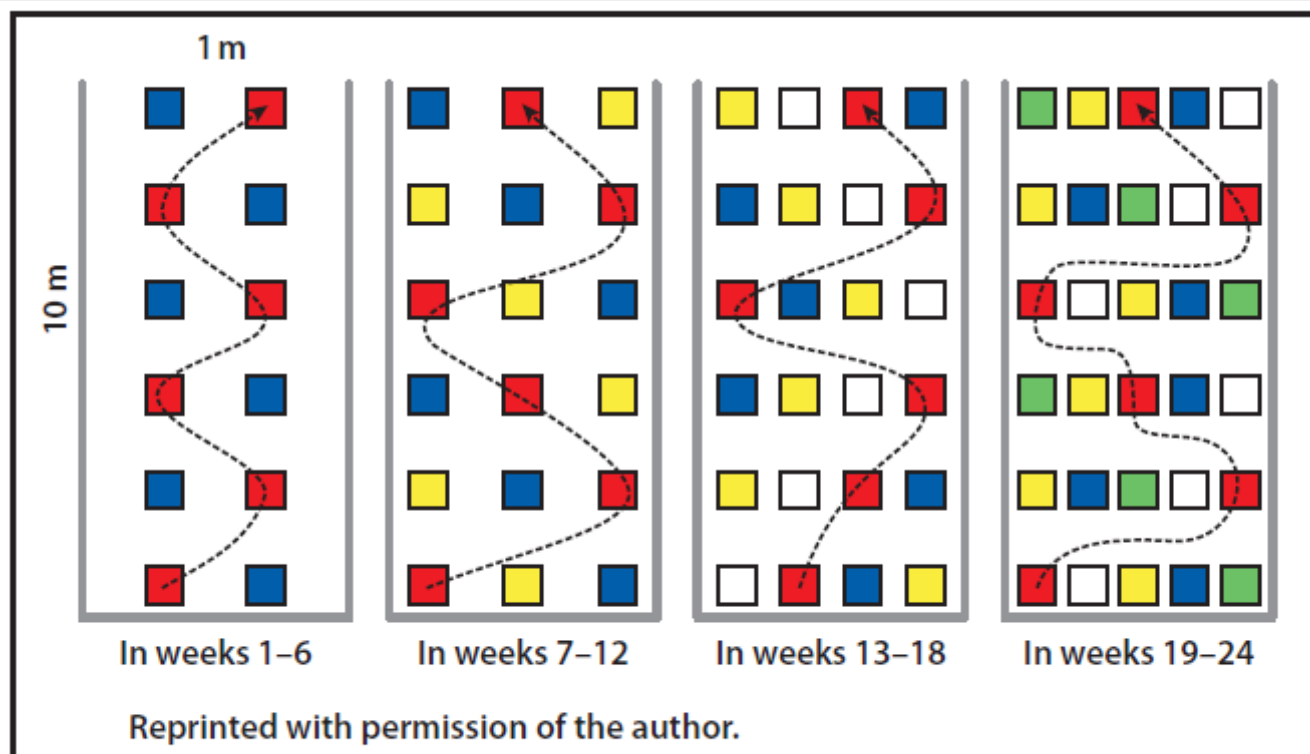 1 m
10 m
In weeks 1–6
In weeks 7–12
In weeks 13–18
In weeks 19–24
Reprinted with permission of the author.